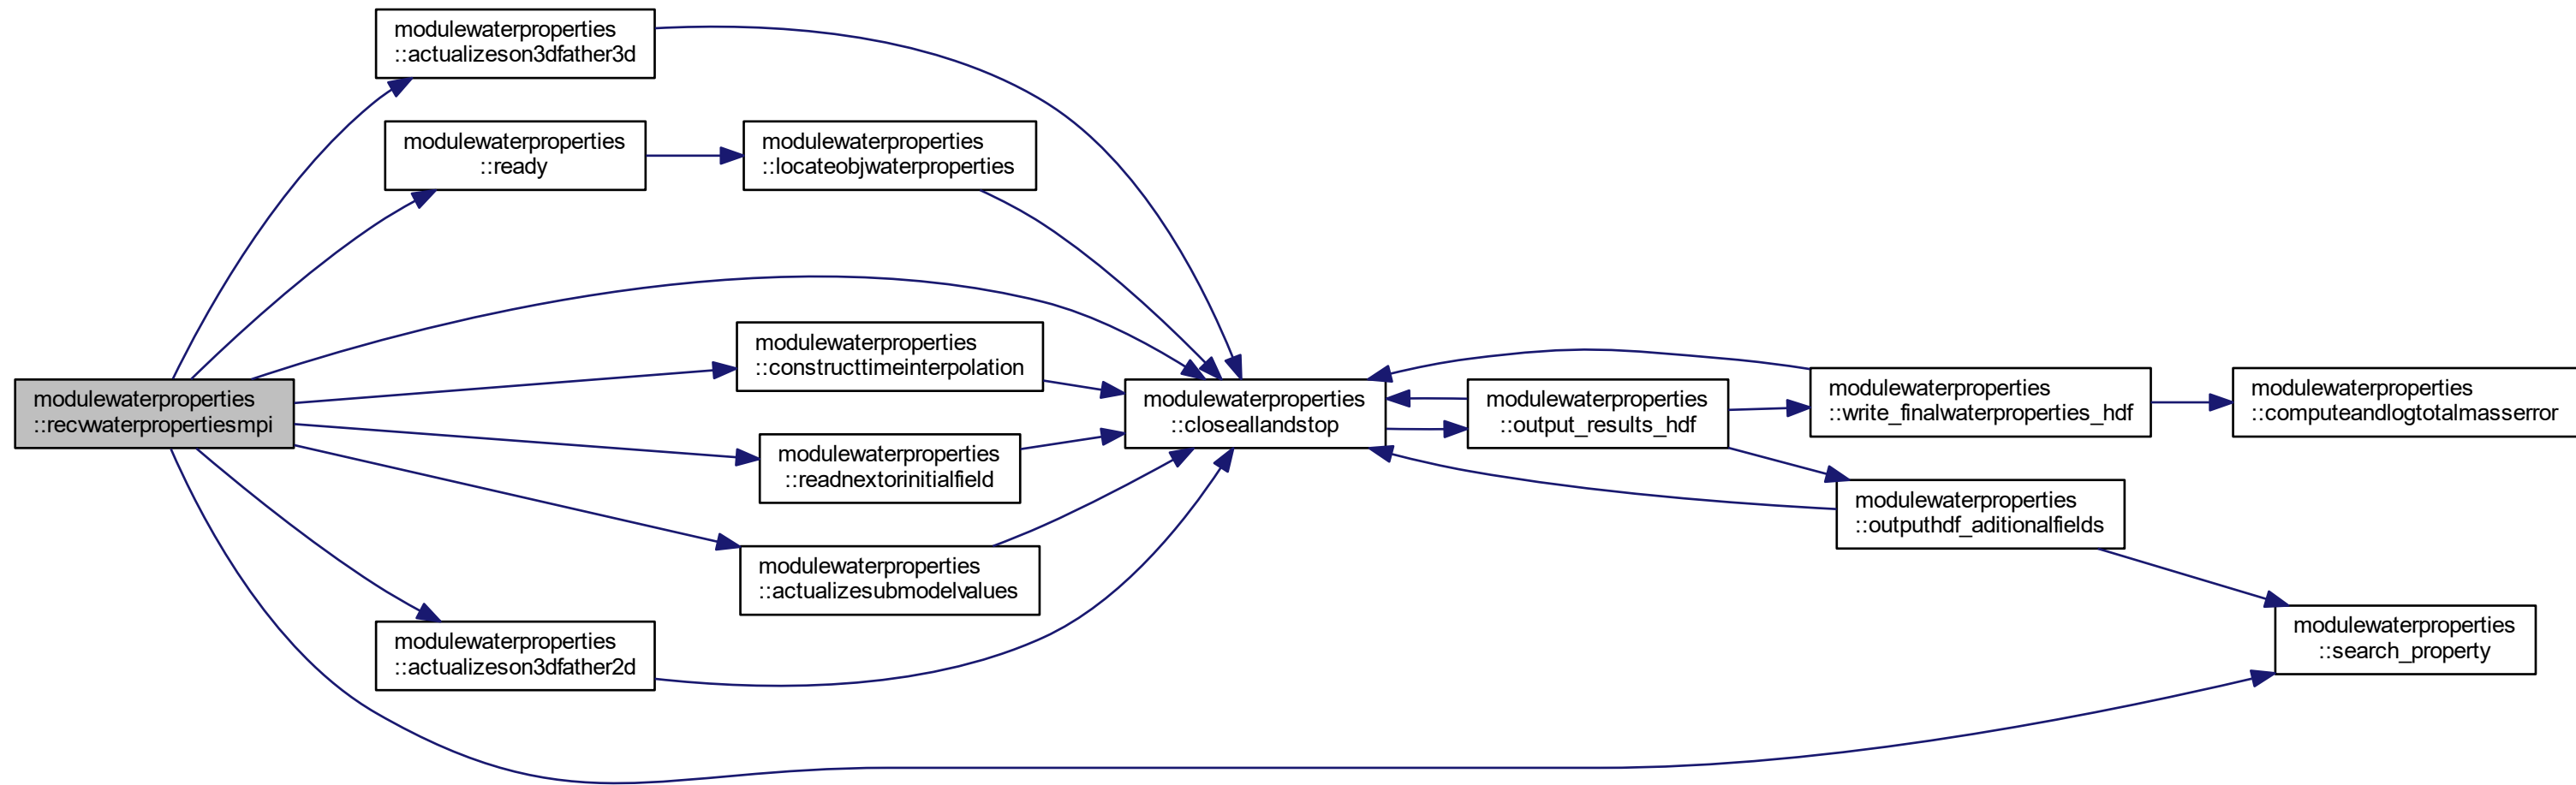 modulewaterproperties
::actualizeson3dfather3d
modulewaterproperties
::ready
modulewaterproperties
::locateobjwaterproperties
modulewaterproperties
::recvwaterpropertiesmpi
modulewaterproperties
::constructtimeinterpolation
modulewaterproperties
::readnextorinitialfield
modulewaterproperties
::actualizesubmodelvalues
modulewaterproperties
::actualizeson3dfather2d
modulewaterproperties
::closeallandstop
modulewaterproperties
::output_results_hdf
modulewaterproperties
::write_finalwaterproperties_hdf
modulewaterproperties
::computeandlogtotalmasserror
modulewaterproperties
::outputhdf_aditionalfields
modulewaterproperties
::search_property